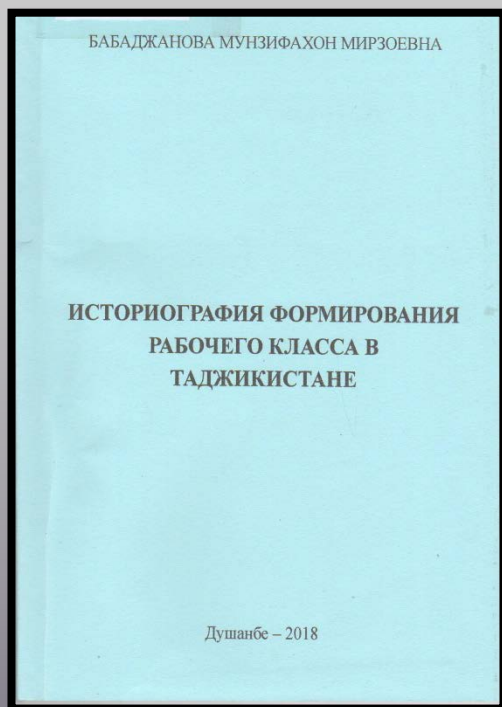 БАБАДЖАНОВА МУНЗИФАХОН МИРЗОЕВНА
ИСТОРИОГРАФИЯ ФОРМИРОВАНИЯ
РАБОЧЕГО КЛАССА В
ТАДЖИКИСТАНЕ
Душанбе – 2018